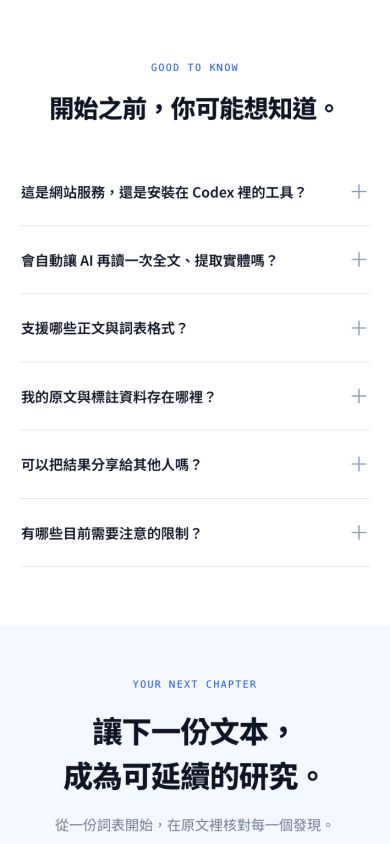 GOOD TO KNOW
開始之前，你可能想知道。
這是網站服務，還是安裝在 Codex 裡的工具？
會自動讓 AI 再讀一次全文、提取實體嗎？
支援哪些正文與詞表格式？
我的原文與標註資料存在哪裡？
可以把結果分享給其他人嗎？
有哪些目前需要注意的限制？
YOUR NEXT CHAPTER
讓下一份文本，
成為可延續的研究。
從一份詞表開始，在原文裡核對每一個發現。